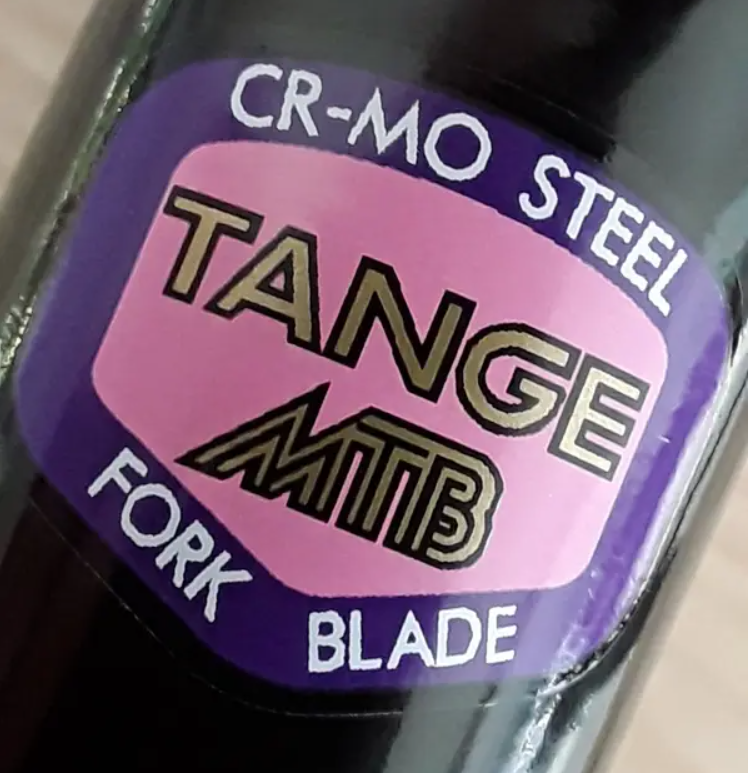 CR-MO STEEL
TANGE
MTB
FORK BLADE